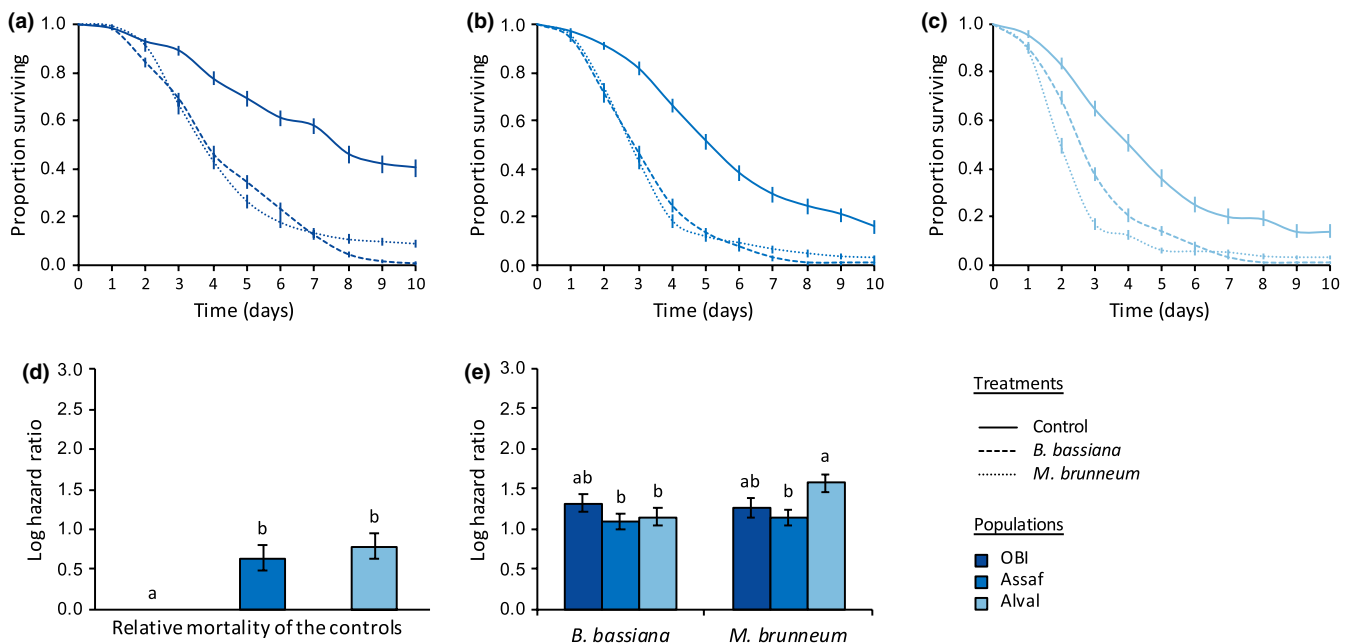 (a)
1.0
0.8
0.6
0.4
0.2
0.0
Proportion surviving
0 1 2 3 4 5 6 7 8 9 10
Time (days)
(b)
1.0
0.8
0.6
0.4
0.2
0.0
Proportion surviving
0 1 2 3 4 5 6 7 8 9 10
Time (days)
(c)
1.0
0.8
0.6
0.4
0.2
0.0
Proportion surviving
0 1 2 3 4 5 6 7 8 9 10
Time (days)
(d)
3.0
2.5
2.0
1.5
1.0
0.5
0.0
Log hazard ratio
a b b
Relative mortality of the controls
(e)
3.0
2.5
2.0
1.5
1.0
0.5
0.0
Log hazard ratio
ab b b ab b a
B. bassiana M. brunneum
Treatments
Control
B. bassiana
M. brunneum
Populations
OBI
Assaf
Alval